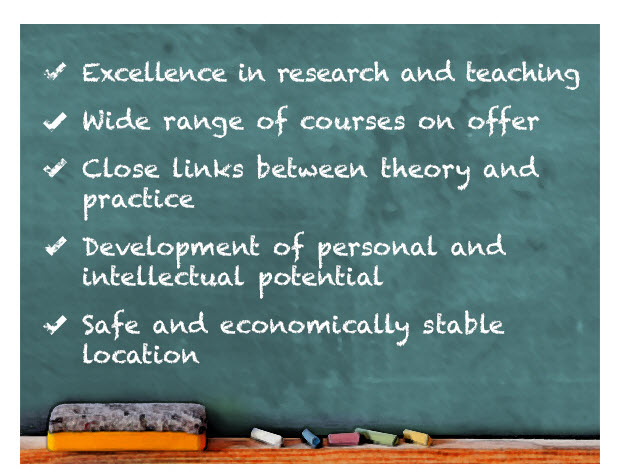 Excellence in research and teaching
Wide range of courses on offer
Close links between theory and
practice
Development of personal and
intellectual potential
Safe and economically stable
location